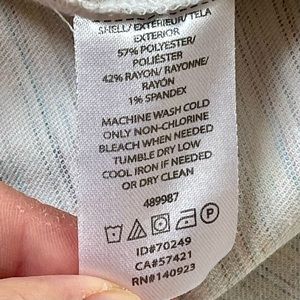 SHELL/EXTERIEUR/TELA
EXTERIOR
57% POLYESTER/
POLIÉSTER
42% RAYON/RAYONNE/
RAYÓN
1% SPANDEX
MACHINE WASH COLD
ONLY NON-CHLORINE
BLEACH WHEN NEEDED
TUMBLE DRY LOW
COOL IRON IF NEEDED
OR DRY CLEAN
489987
P
ID#70249
CA#57421
RN#140923